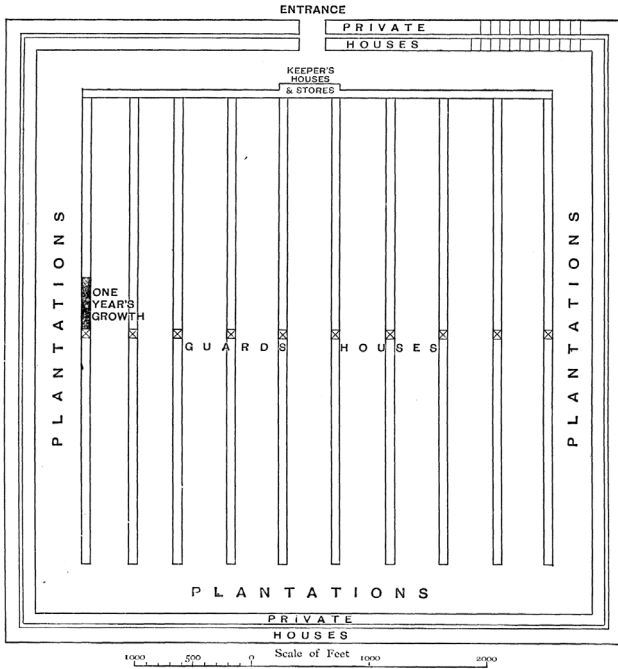 ENTRANCE
PRIVATE
HOUSES
KEEPER'S
HOUSES
& STORES
PLANTATIONS
PLANTATIONS
ONE
YEAR'S
GROWTH
GUARDS HOUSES
PLANTATIONS
PRIVATE
HOUSES
Scale of Feet
1000 500 0 1000 2000